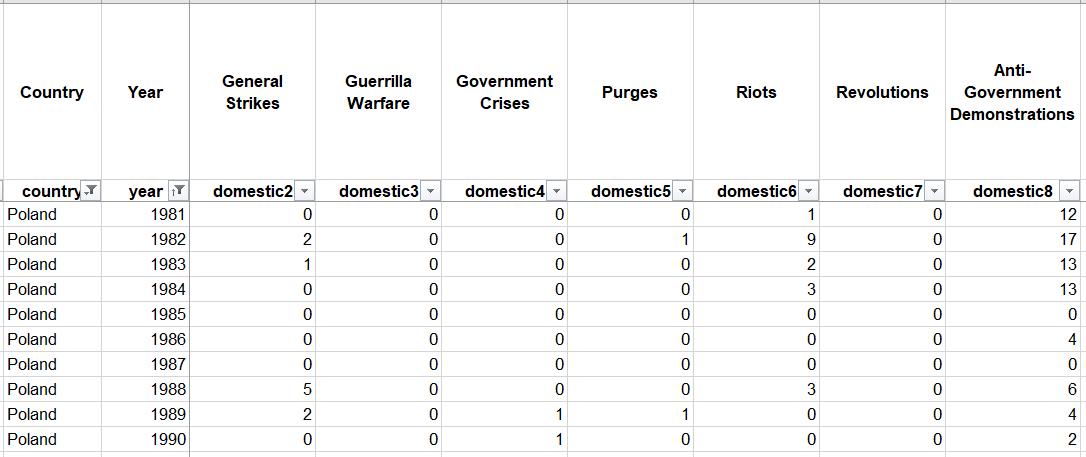 Country Year General Strikes Guerrilla Warfare Government Crises Purges Riots Revolutions Anti-Government Demonstrations
country year domestic2 domestic3 domestic4 domestic5 domestic6 domestic7 domestic8
Poland 1981 0 0 0 0 1 0 12
Poland 1982 2 0 0 1 9 0 17
Poland 1983 1 0 0 0 2 0 13
Poland 1984 0 0 0 0 3 0 13
Poland 1985 0 0 0 0 0 0 0
Poland 1986 0 0 0 0 0 0 4
Poland 1987 0 0 0 0 0 0 0
Poland 1988 5 0 0 0 3 0 6
Poland 1989 2 0 1 1 0 0 4
Poland 1990 0 0 1 0 0 0 2